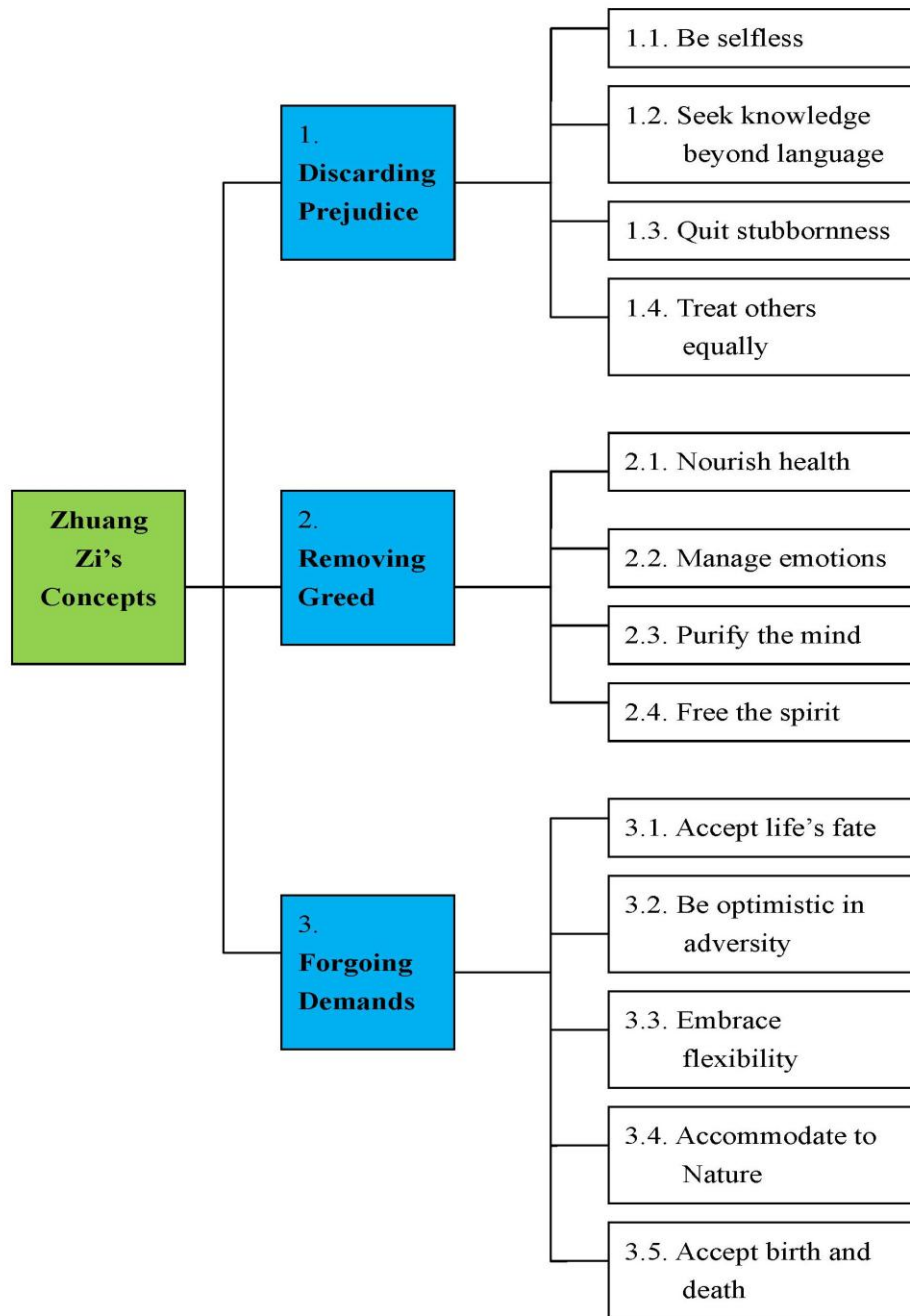 Zhuang
Zi’s
Concepts
1.
Discarding
Prejudice
1.1. Be selfless
1.2. Seek knowledge
beyond language
1.3. Quit stubbornness
1.4. Treat others
equally
2.
Removing
Greed
2.1. Nourish health
2.2. Manage emotions
2.3. Purify the mind
2.4. Free the spirit
3.
Forgoing
Demands
3.1. Accept life’s fate
3.2. Be optimistic in
adversity
3.3. Embrace
flexibility
3.4. Accommodate to
Nature
3.5. Accept birth and
death